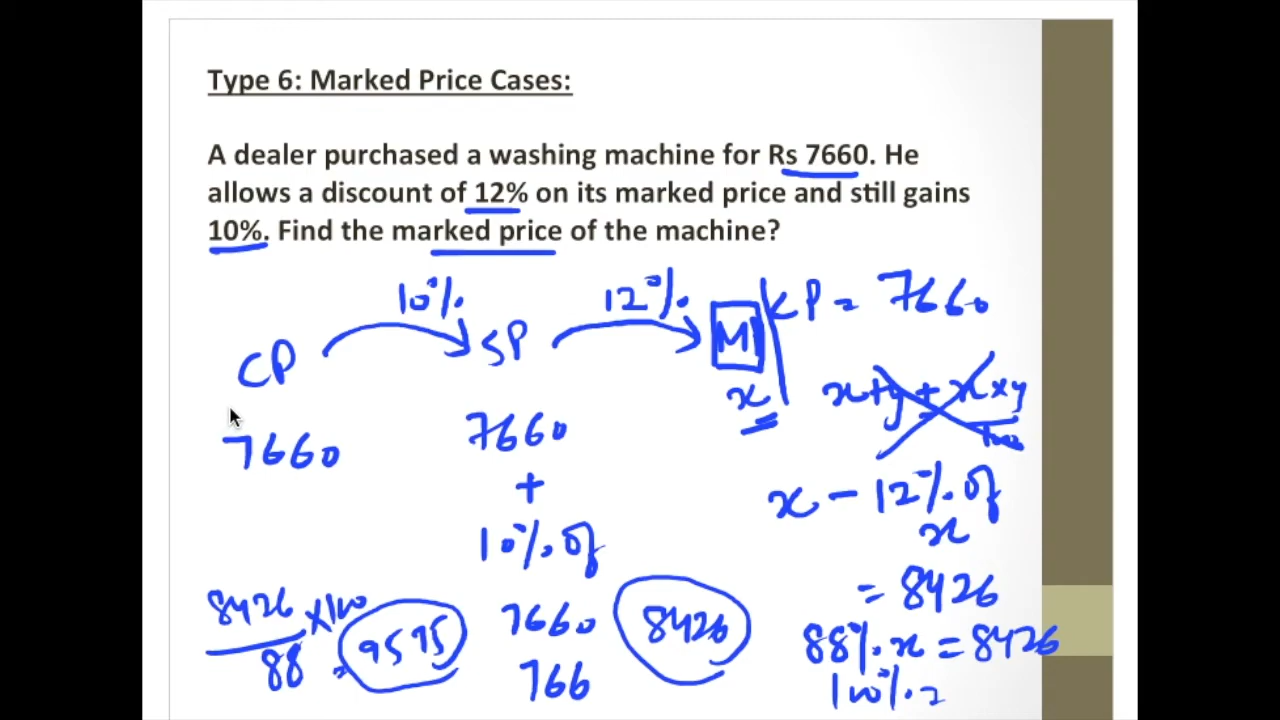 Type 6: Marked Price Cases:
A dealer purchased a washing machine for Rs 7660. He
allows a discount of 12% on its marked price and still gains
10%. Find the marked price of the machine?
10% 12%
CP SP MP CP = 7660
x x+y + x×y
7660 7660
+ x - 12% of
x
10% of
= 8426
8426 ×100 9575 7660 8426
88 = 88% x = 8426
766 100%